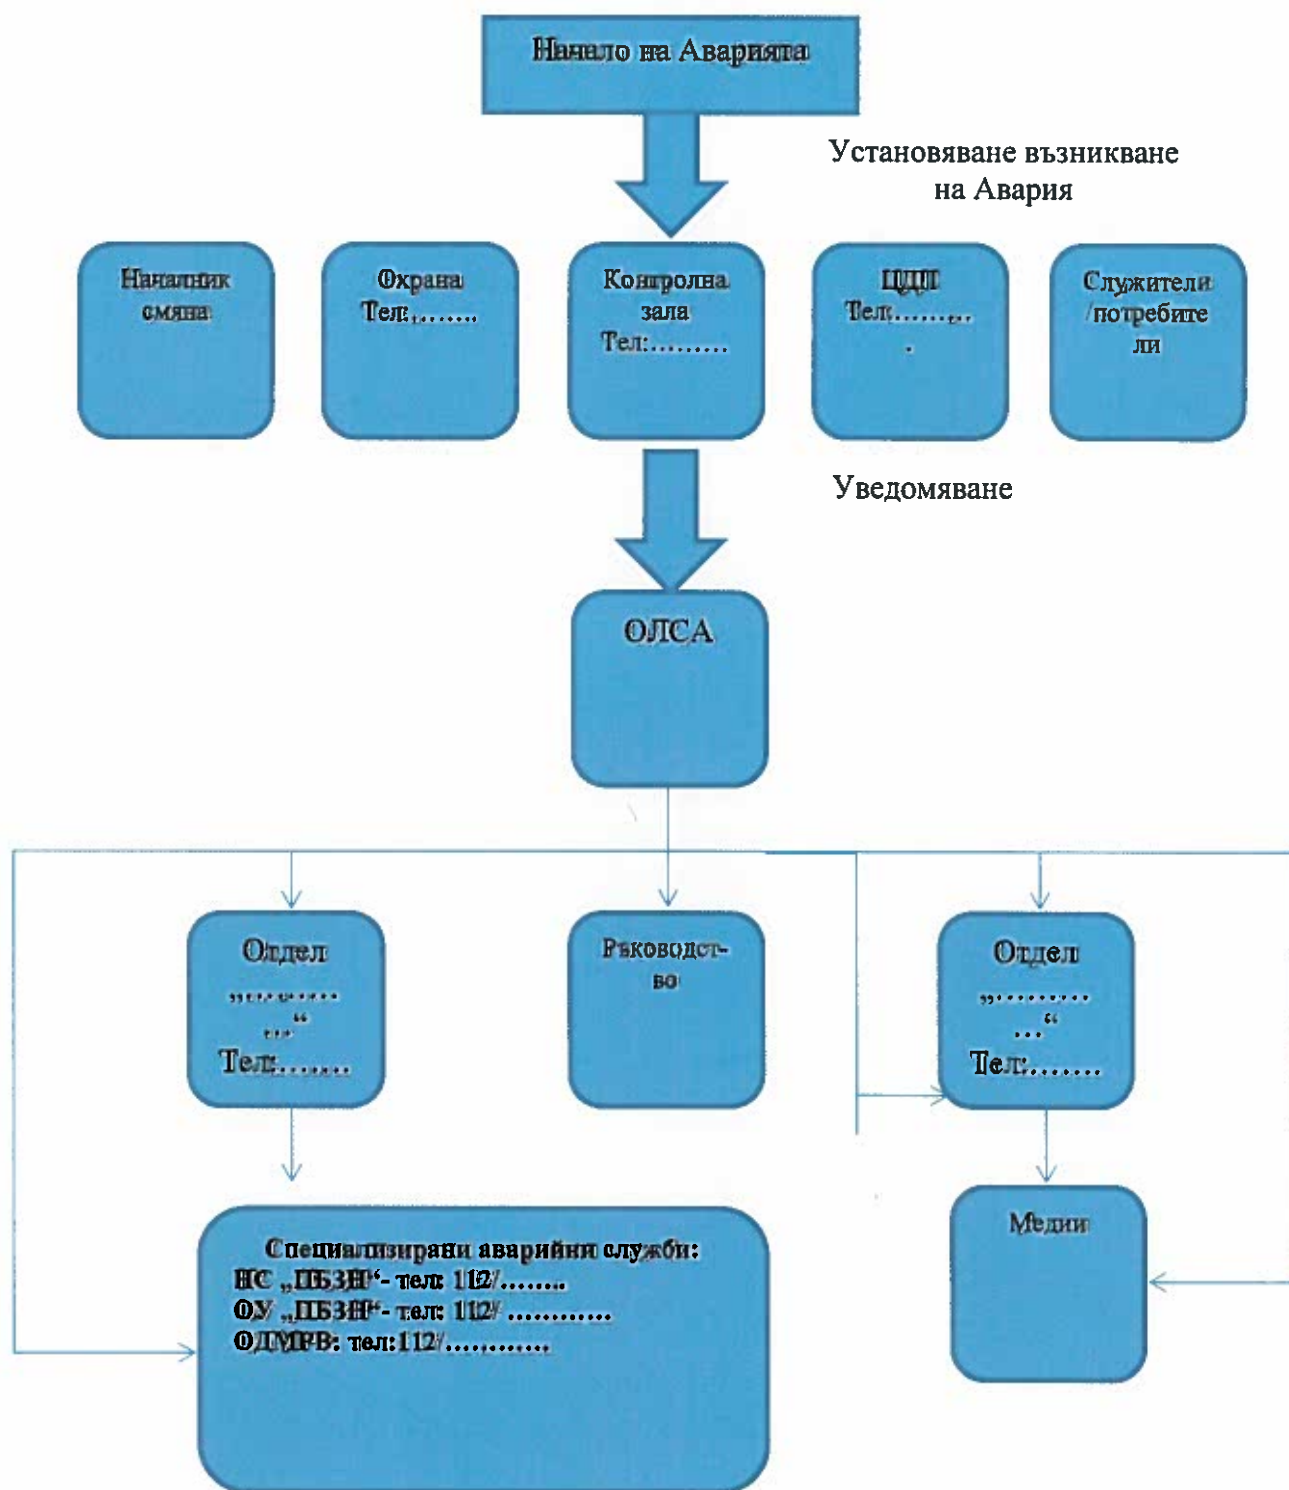 Начало на Аварията
Установяване възникване
на Авария
Началник
смяна
Охрана
Тел:........
Контролна
зала
Тел:.........
ЦДП
Тел:.........
.
Служители
/потребите
ли
Уведомяване
ОЛСА
Отдел
„..........
...“
Тел:.......
Ръководст-
во
Отдел
„.........
...“
Тел:.......
Специализирани аварийни служби:
НС „ПБЗН“- тел: 112/........
ОУ „ПБЗН“- тел: 112/ ............
ОДМВР: тел:112/............
Медии